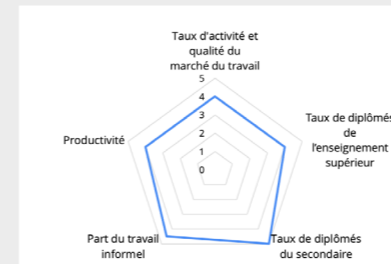 Taux d'activité et
qualité du
marché du travail
5
4
3
2
1
0
Taux de diplômés
de
l'enseignement
supérieur
Productivité
Part du travail
informel
Taux de diplômés
du secondaire